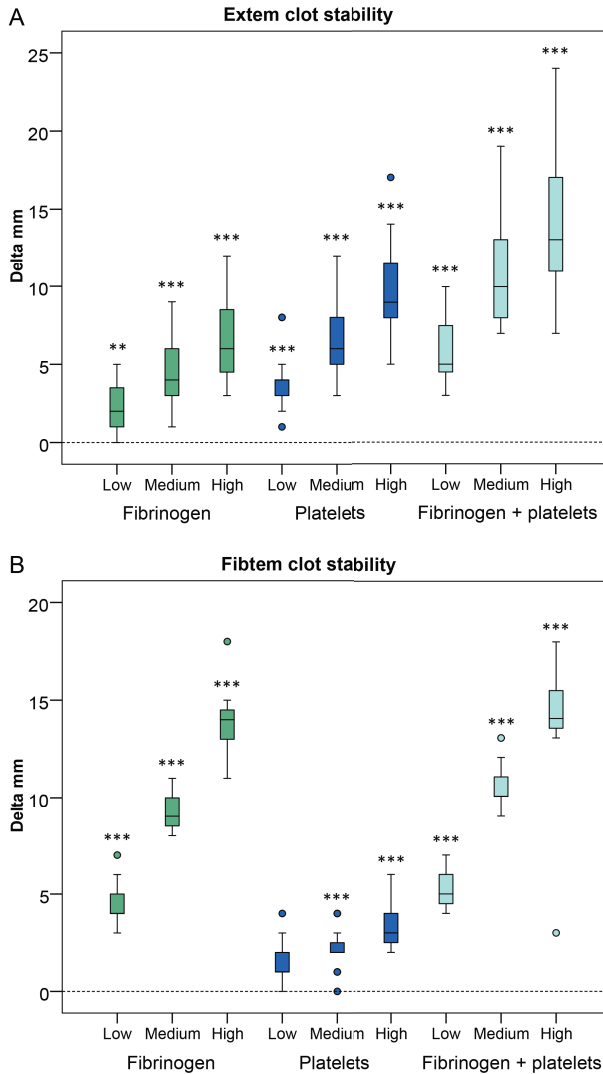 A
Extem clot stability
25
20
15
10
5
0
Delta mm
**
***
***
***
***
***
***
***
***
Low Medium High Low Medium High Low Medium High
Fibrinogen Platelets Fibrinogen + platelets
B
Fibtem clot stability
20
15
10
5
0
Delta mm
***
***
***
***
***
***
***
***
Low Medium High Low Medium High Low Medium High
Fibrinogen Platelets Fibrinogen + platelets